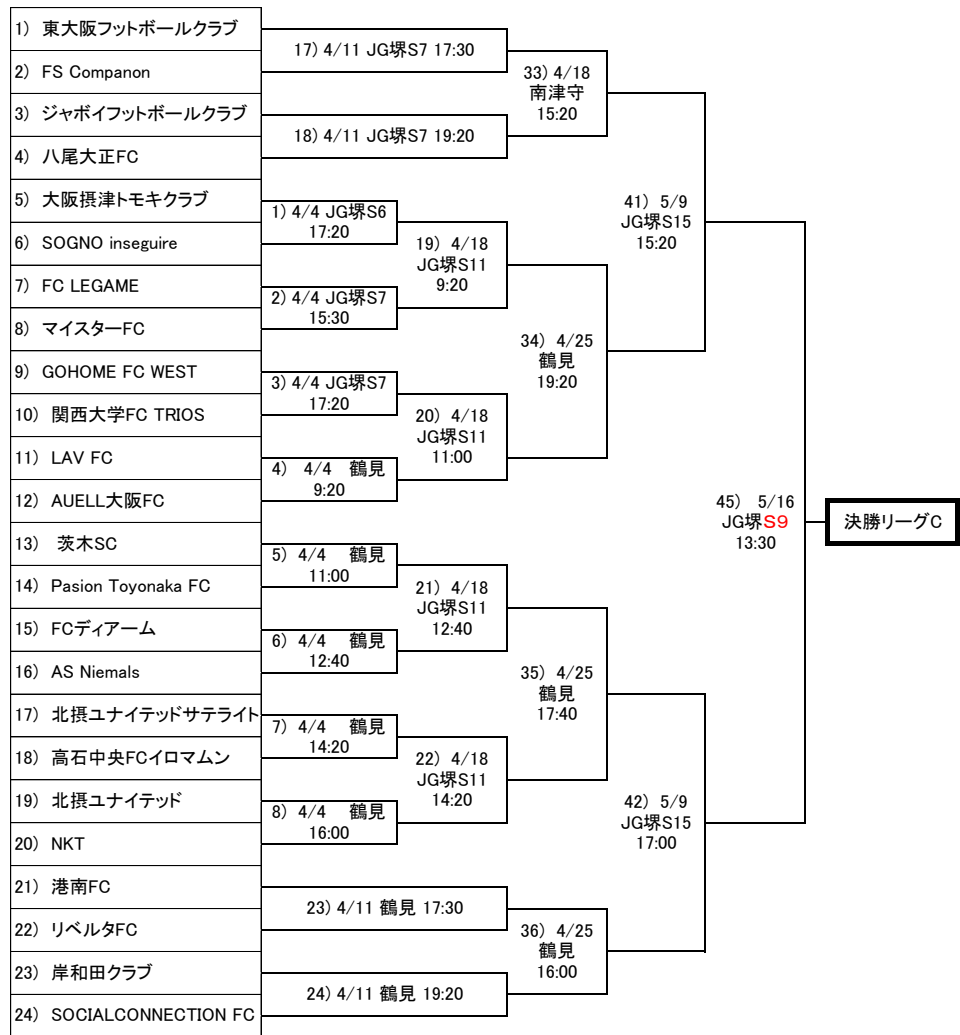 1) 東大阪フットボールクラブ
2) FS Companon
3) ジャボイフットボールクラブ
4) 八尾大正FC
5) 大阪摂津トモキクラブ
6) SOGNO inseguire
7) FC LEGAME
8) マイスターFC
9) GOHOME FC WEST
10) 関西大学FC TRIOS
11) LAV FC
12) AUELL大阪FC
13) 茨木SC
14) Pasion Toyonaka FC
15) FCディアーム
16) AS Niemals
17) 北摂ユナイテッドサテライト
18) 高石中央FCイロマムン
19) 北摂ユナイテッド
20) NKT
21) 港南FC
22) リベルタFC
23) 岸和田クラブ
24) SOCIALCONNECTION FC
17) 4/11 JG堺S7 17:30
18) 4/11 JG堺S7 19:20
1) 4/4 JG堺S6
17:20
2) 4/4 JG堺S7
15:30
3) 4/4 JG堺S7
17:20
4) 4/4 鶴見
9:20
5) 4/4 鶴見
11:00
6) 4/4 鶴見
12:40
7) 4/4 鶴見
14:20
8) 4/4 鶴見
16:00
23) 4/11 鶴見 17:30
24) 4/11 鶴見 19:20
19) 4/18
JG堺S11
9:20
20) 4/18
JG堺S11
11:00
21) 4/18
JG堺S11
12:40
22) 4/18
JG堺S11
14:20
33) 4/18
南津守
15:20
34) 4/25
鶴見
19:20
35) 4/25
鶴見
17:40
36) 4/25
鶴見
16:00
41) 5/9
JG堺S15
15:20
42) 5/9
JG堺S15
17:00
45) 5/16
JG堺S9
13:30
決勝リーグC